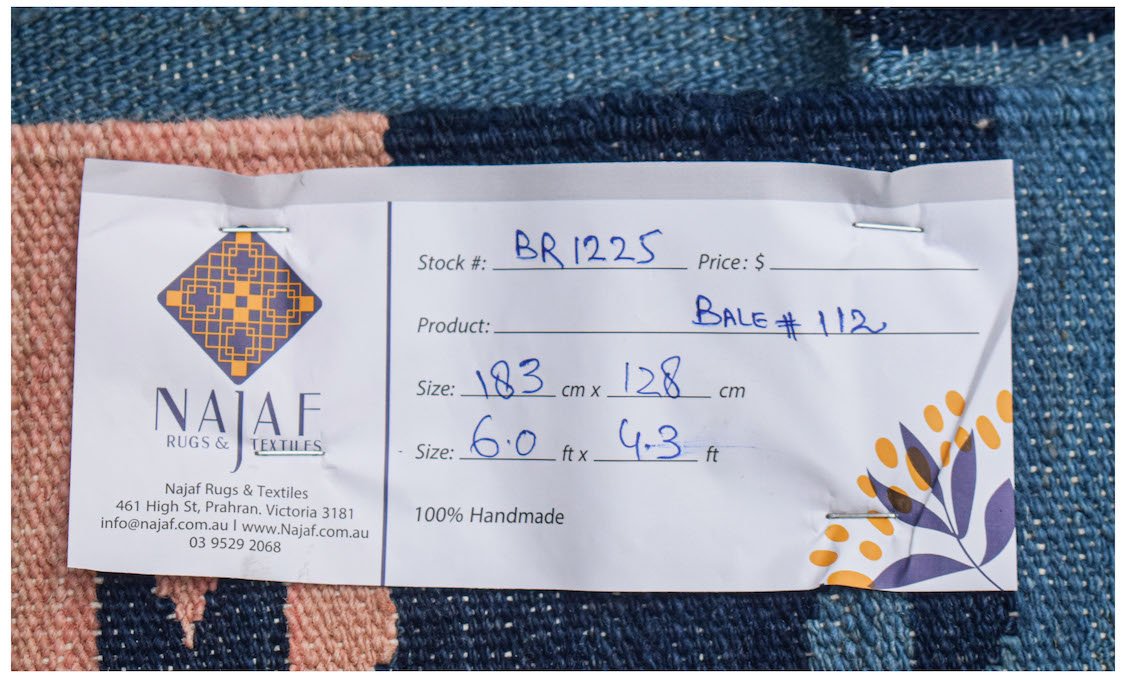 NAJAF
RUGS & TEXTILES
Najaf Rugs & Textiles
461 High St, Prahran. Victoria 3181
info@najaf.com.au | www.Najaf.com.au
03 9529 2068
Stock #: BR1225 Price: $
Product: BALE # 112
Size: 183 cm x 128 cm
Size: 6.0 ft x 4.3 ft
100% Handmade